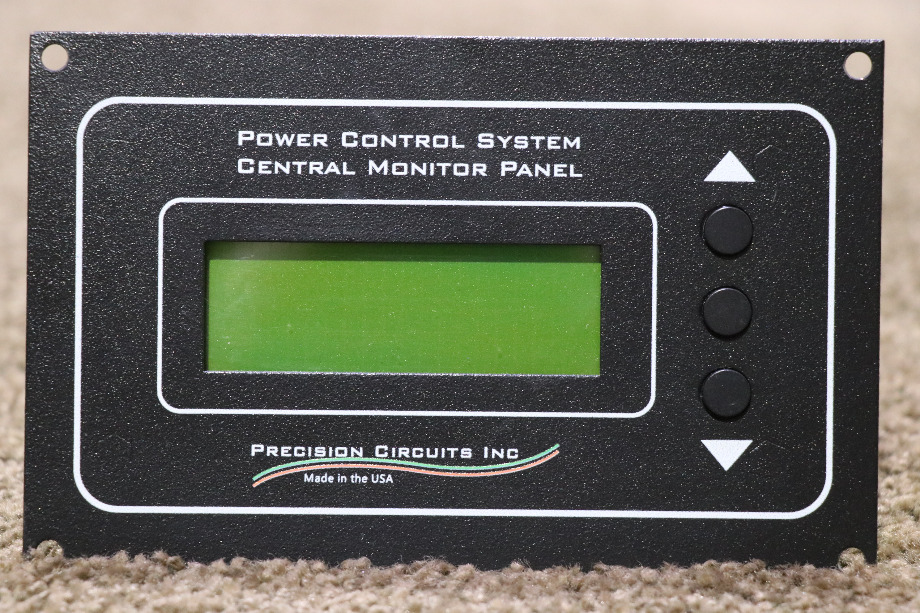 Power Control System
Central Monitor Panel
Precision Circuits Inc
Made in the USA